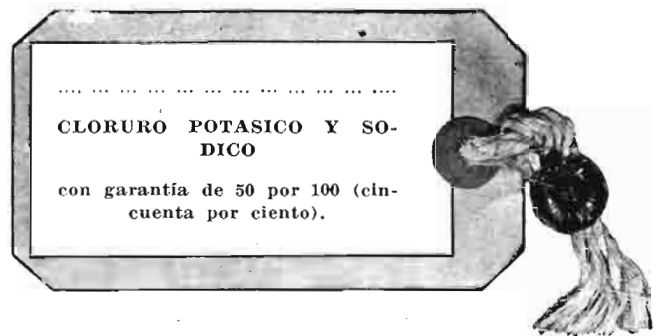 .... ... ... ... ... ... ... ... ... ... ... ....
CLORURO POTASICO Y SO-
DICO
con garantía de 50 por 100 (cin-
cuenta por ciento).